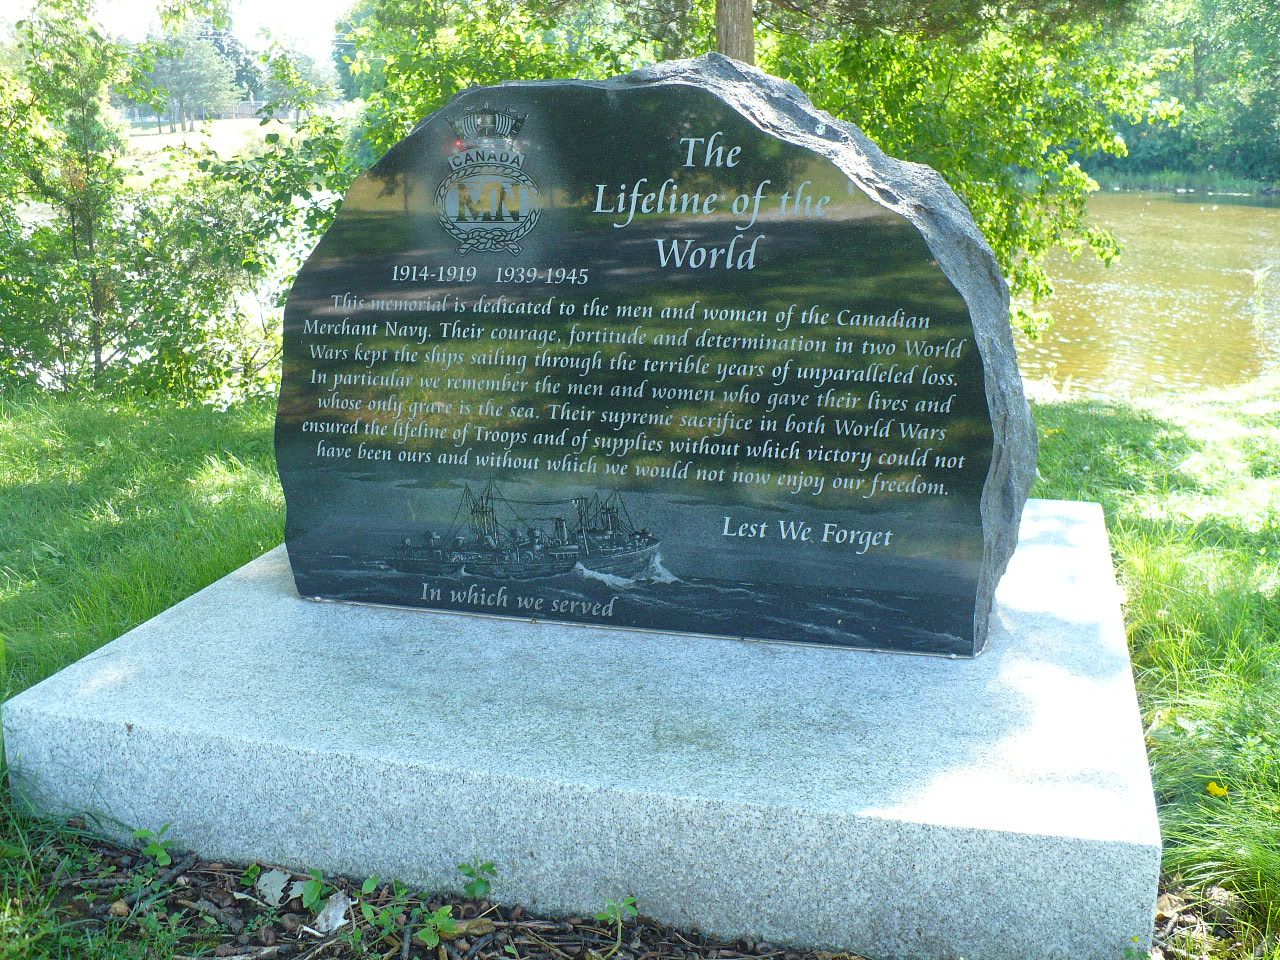 CANADA
MN
The
Lifeline of the
World
1914-1919 1939-1945
This memorial is dedicated to the men and women of the Canadian
Merchant Navy. Their courage, fortitude and determination in two World
Wars kept the ships sailing through the terrible years of unparalleled loss.
In particular we remember the men and women who gave their lives and
whose only grave is the sea. Their supreme sacrifice in both World Wars
ensured the lifeline of Troops and of supplies without which victory could not
have been ours and without which we would not now enjoy our freedom.
Lest We Forget
In which we served